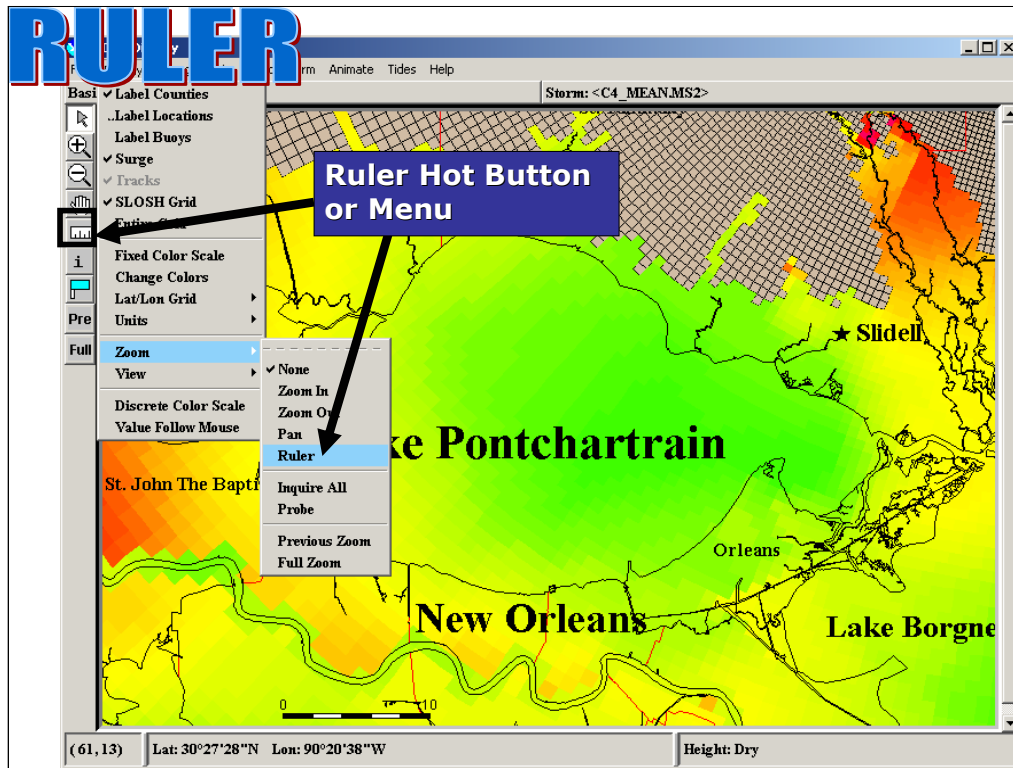 RULER
Animate Tides Help
Storm: <C4_MEAN.MS2>
Label Counties
..Label Locations
Label Buoys
Surge
Tracks
SLOSH Grid
Fixed Color Scale
Change Colors
Lat/Lon Grid
Units
Zoom
View
Discrete Color Scale
Value Follow Mouse
i
Pre
Full
None
Zoom In
Zoom
Pan
Ruler
Inquire All
Probe
Previous Zoom
Full Zoom
Ruler Hot Button
or Menu
Slidell
Pontchartrain
St. John The
Orleans
New Orleans
Lake Borgne
0 10
(61,13) Lat: 30°27'28"N Lon: 90°20'38"W Height: Dry